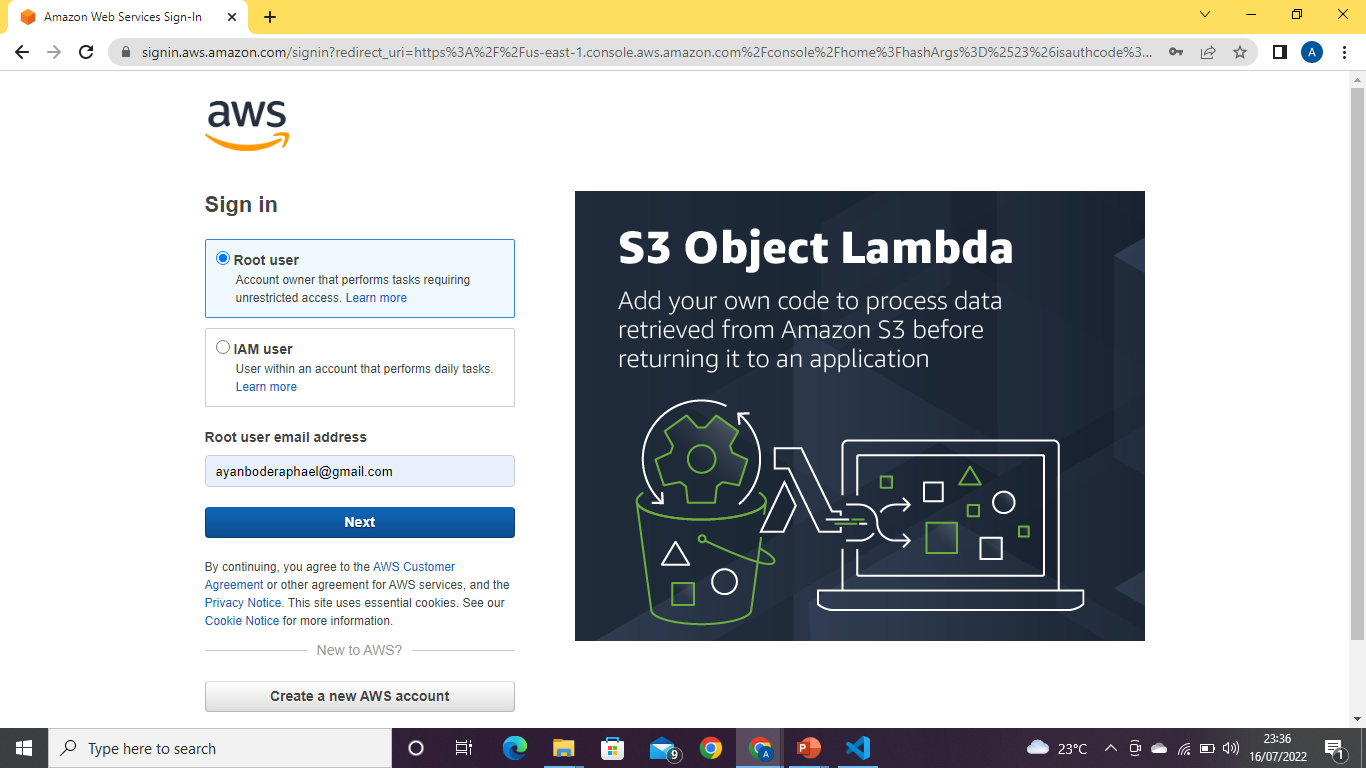 Amazon Web Services Sign-In
signin.aws.amazon.com/signin?redirect_uri=https%3A%2F%2Fus-east-1.console.aws.amazon.com%2Fconsole%2Fhome%3FhashArgs%3D%2523%26isauthcode%3...
A
aws
Sign in
Root user
Account owner that performs tasks requiring
unrestricted access. Learn more
IAM user
User within an account that performs daily tasks.
Learn more
Root user email address
ayanboderaphael@gmail.com
Next
By continuing, you agree to the AWS Customer
Agreement or other agreement for AWS services, and the
Privacy Notice. This site uses essential cookies. See our
Cookie Notice for more information.
New to AWS?
Create a new AWS account
S3 Object Lambda
Add your own code to process data
retrieved from Amazon S3 before
returning it to an application
Type here to search
9
A
P
23°C
23:36
16/07/2022
1